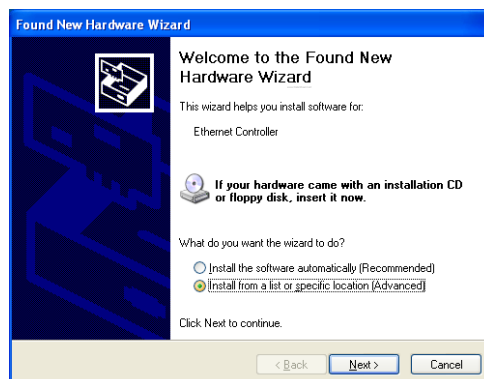 Found New Hardware Wizard
Welcome to the Found New
Hardware Wizard
This wizard helps you install software for:
Ethernet Controller
If your hardware came with an installation CD
or floppy disk, insert it now.
What do you want the wizard to do?
Install the software automatically (Recommended)
Install from a list or specific location (Advanced)
Click Next to continue.
< Back
Next >
Cancel